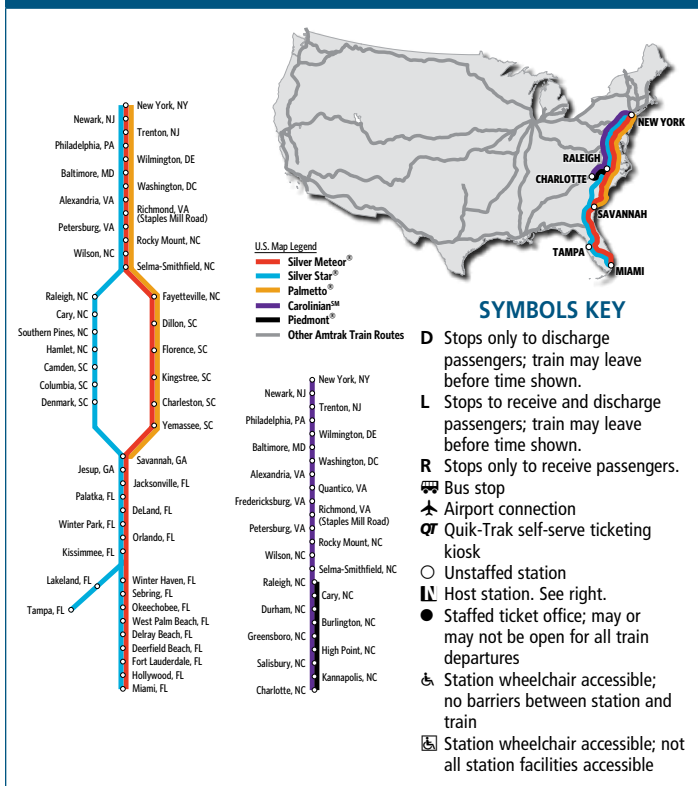 New York, NY
Newark, NJ
Trenton, NJ
Philadelphia, PA
Wilmington, DE
Baltimore, MD
Washington, DC
Alexandria, VA
Richmond, VA
(Staples Mill Road)
Petersburg, VA
Rocky Mount, NC
Wilson, NC
Selma-Smithfield, NC
Raleigh, NC
Fayetteville, NC
Cary, NC
Dillon, SC
Southern Pines, NC
Hamlet, NC
Florence, SC
Camden, SC
Kingstree, SC
Columbia, SC
Denmark, SC
Charleston, SC
Yemassee, SC
Savannah, GA
Jesup, GA
Jacksonville, FL
Palatka, FL
DeLand, FL
Winter Park, FL
Orlando, FL
Kissimmee, FL
Lakeland, FL
Winter Haven, FL
Sebring, FL
Tampa, FL
Okeechobee, FL
West Palm Beach, FL
Delray Beach, FL
Deerfield Beach, FL
Fort Lauderdale, FL
Hollywood, FL
Miami, FL
U.S. Map Legend
Silver Meteor®
Silver Star®
Palmetto®
Carolinian℠
Piedmont®
Other Amtrak Train Routes
New York, NY
Newark, NJ
Trenton, NJ
Philadelphia, PA
Wilmington, DE
Baltimore, MD
Washington, DC
Alexandria, VA
Quantico, VA
Fredericksburg, VA
Richmond, VA
(Staples Mill Road)
Petersburg, VA
Rocky Mount, NC
Wilson, NC
Selma-Smithfield, NC
Raleigh, NC
Cary, NC
Durham, NC
Burlington, NC
Greensboro, NC
High Point, NC
Salisbury, NC
Kannapolis, NC
Charlotte, NC
NEW YORK
RALEIGH
CHARLOTTE
SAVANNAH
TAMPA
MIAMI
SYMBOLS KEY
D Stops only to discharge
passengers; train may leave
before time shown.
L Stops to receive and discharge
passengers; train may leave
before time shown.
R Stops only to receive passengers.
Bus stop
Airport connection
QT Quik-Trak self-serve ticketing
kiosk
Unstaffed station
N Host station. See right.
Staffed ticket office; may or
may not be open for all train
departures
Station wheelchair accessible;
no barriers between station and
train
Station wheelchair accessible; not
all station facilities accessible